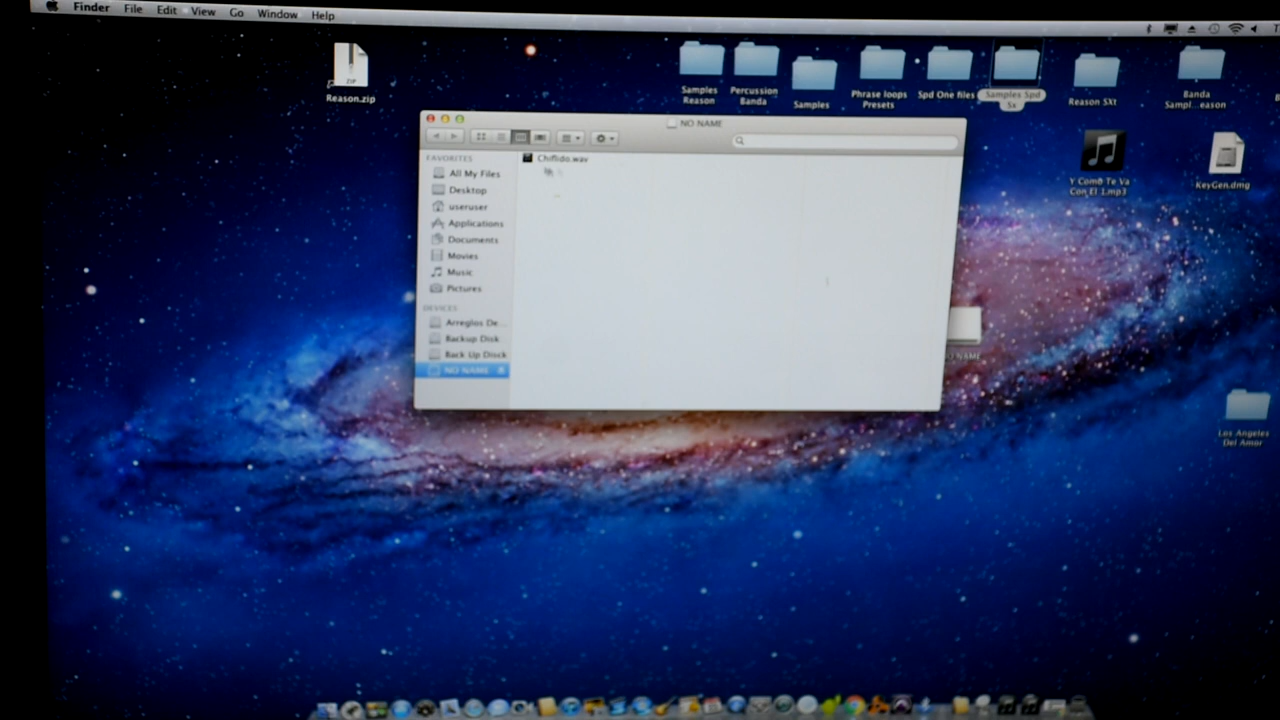 Finder File Edit View Go Window Help
ZIP
Reason.zip
Samples
Reason
Percussion
Banda
Samples
Phrase loops
Presets
Spd One files
Samples Spd
Sx
Reason SXt
Banda
Sampl...eason
Y Como Te Va
Con El 1.mp3
KeyGen.dmg
NO NAME
Los Angeles
Del Amor
NO NAME
FAVORITES
All My Files
Desktop
useruser
Applications
Documents
Movies
Music
Pictures
DEVICES
Arreglos De...
Backup Disk
Back Up Disck
NO NAME
Chiflido.wav